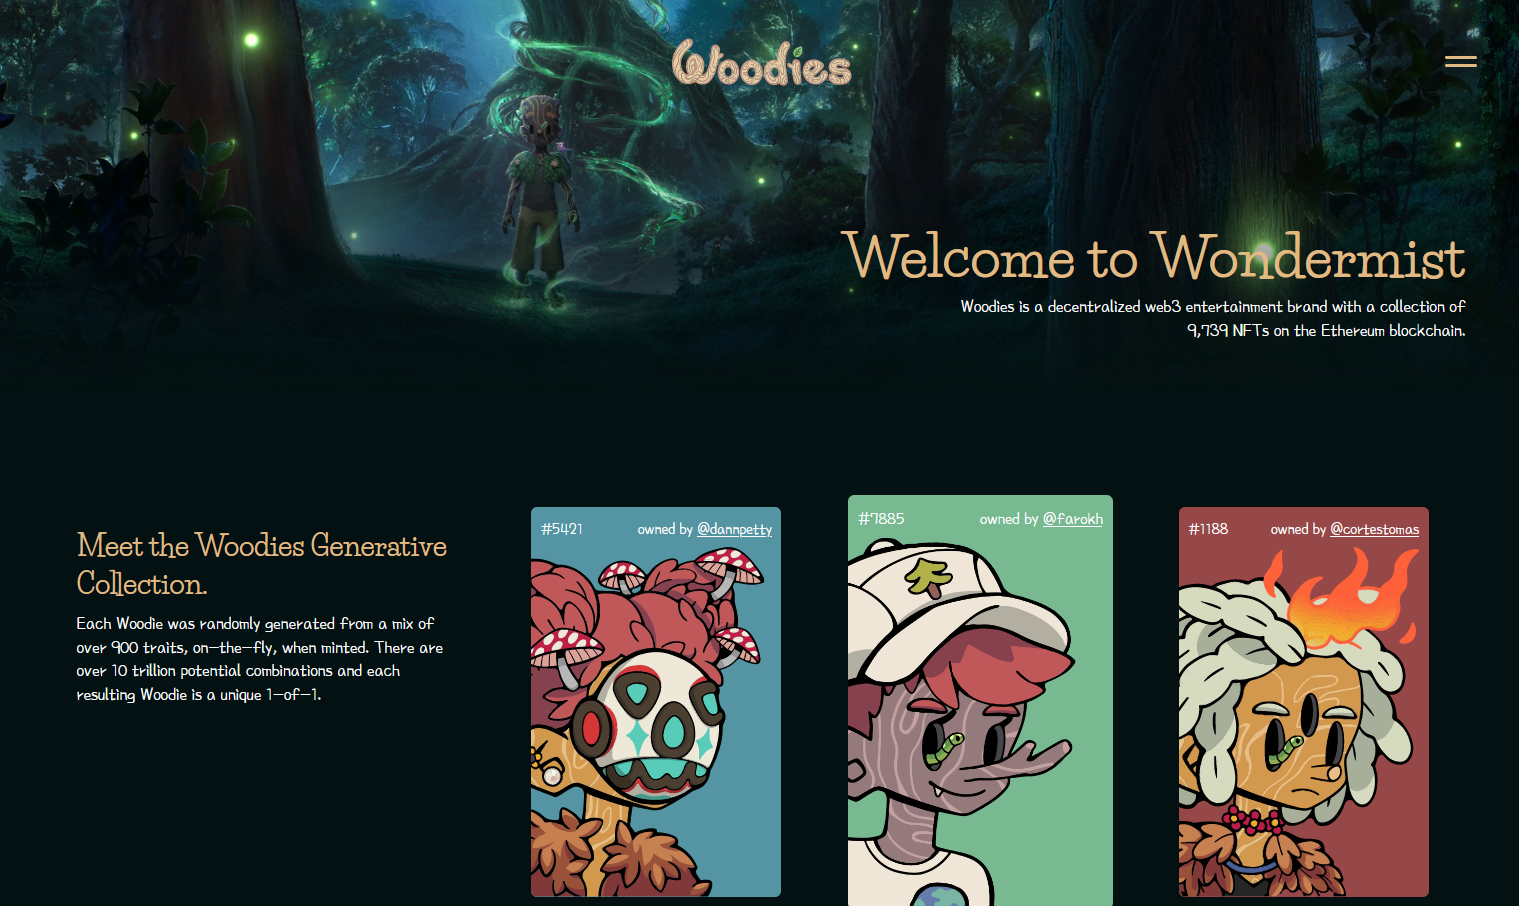 Woodies
Welcome to Wondermist
Woodies is a decentralized web3 entertainment brand with a collection of
9,739 NFTs on the Ethereum blockchain.
Meet the Woodies Generative
Collection.
Each Woodie was randomly generated from a mix of
over 900 traits, on-the-fly, when minted. There are
over 10 trillion potential combinations and each
resulting Woodie is a unique 1-of-1.
#5421 owned by @dannpetty
#7885 owned by @farokh
#1188 owned by @cortestomas